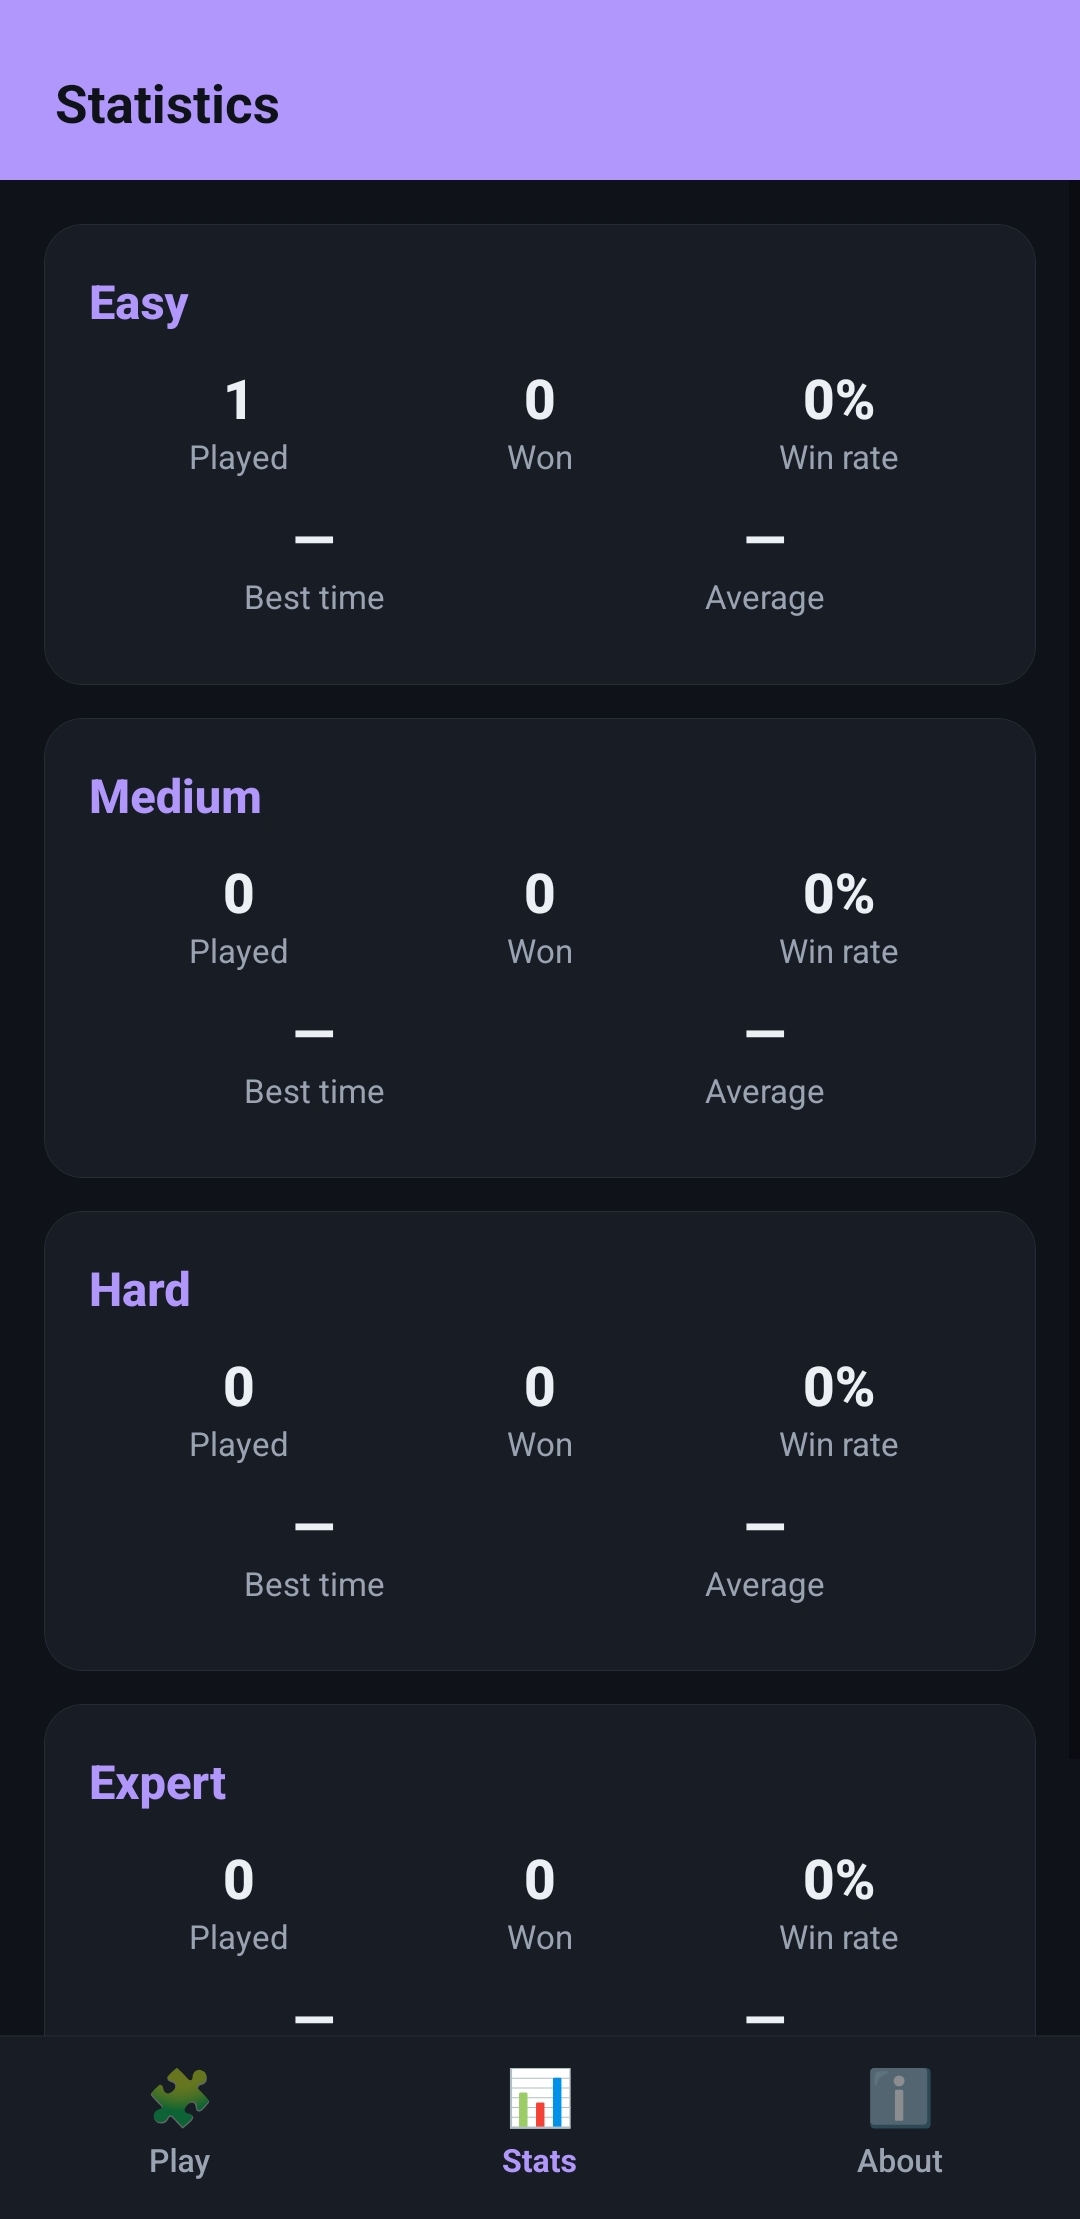 Statistics
Easy
1 0 0%
Played Won Win rate
— —
Best time Average
Medium
0 0 0%
Played Won Win rate
— —
Best time Average
Hard
0 0 0%
Played Won Win rate
— —
Best time Average
Expert
0 0 0%
Played Won Win rate
— —
Play Stats About